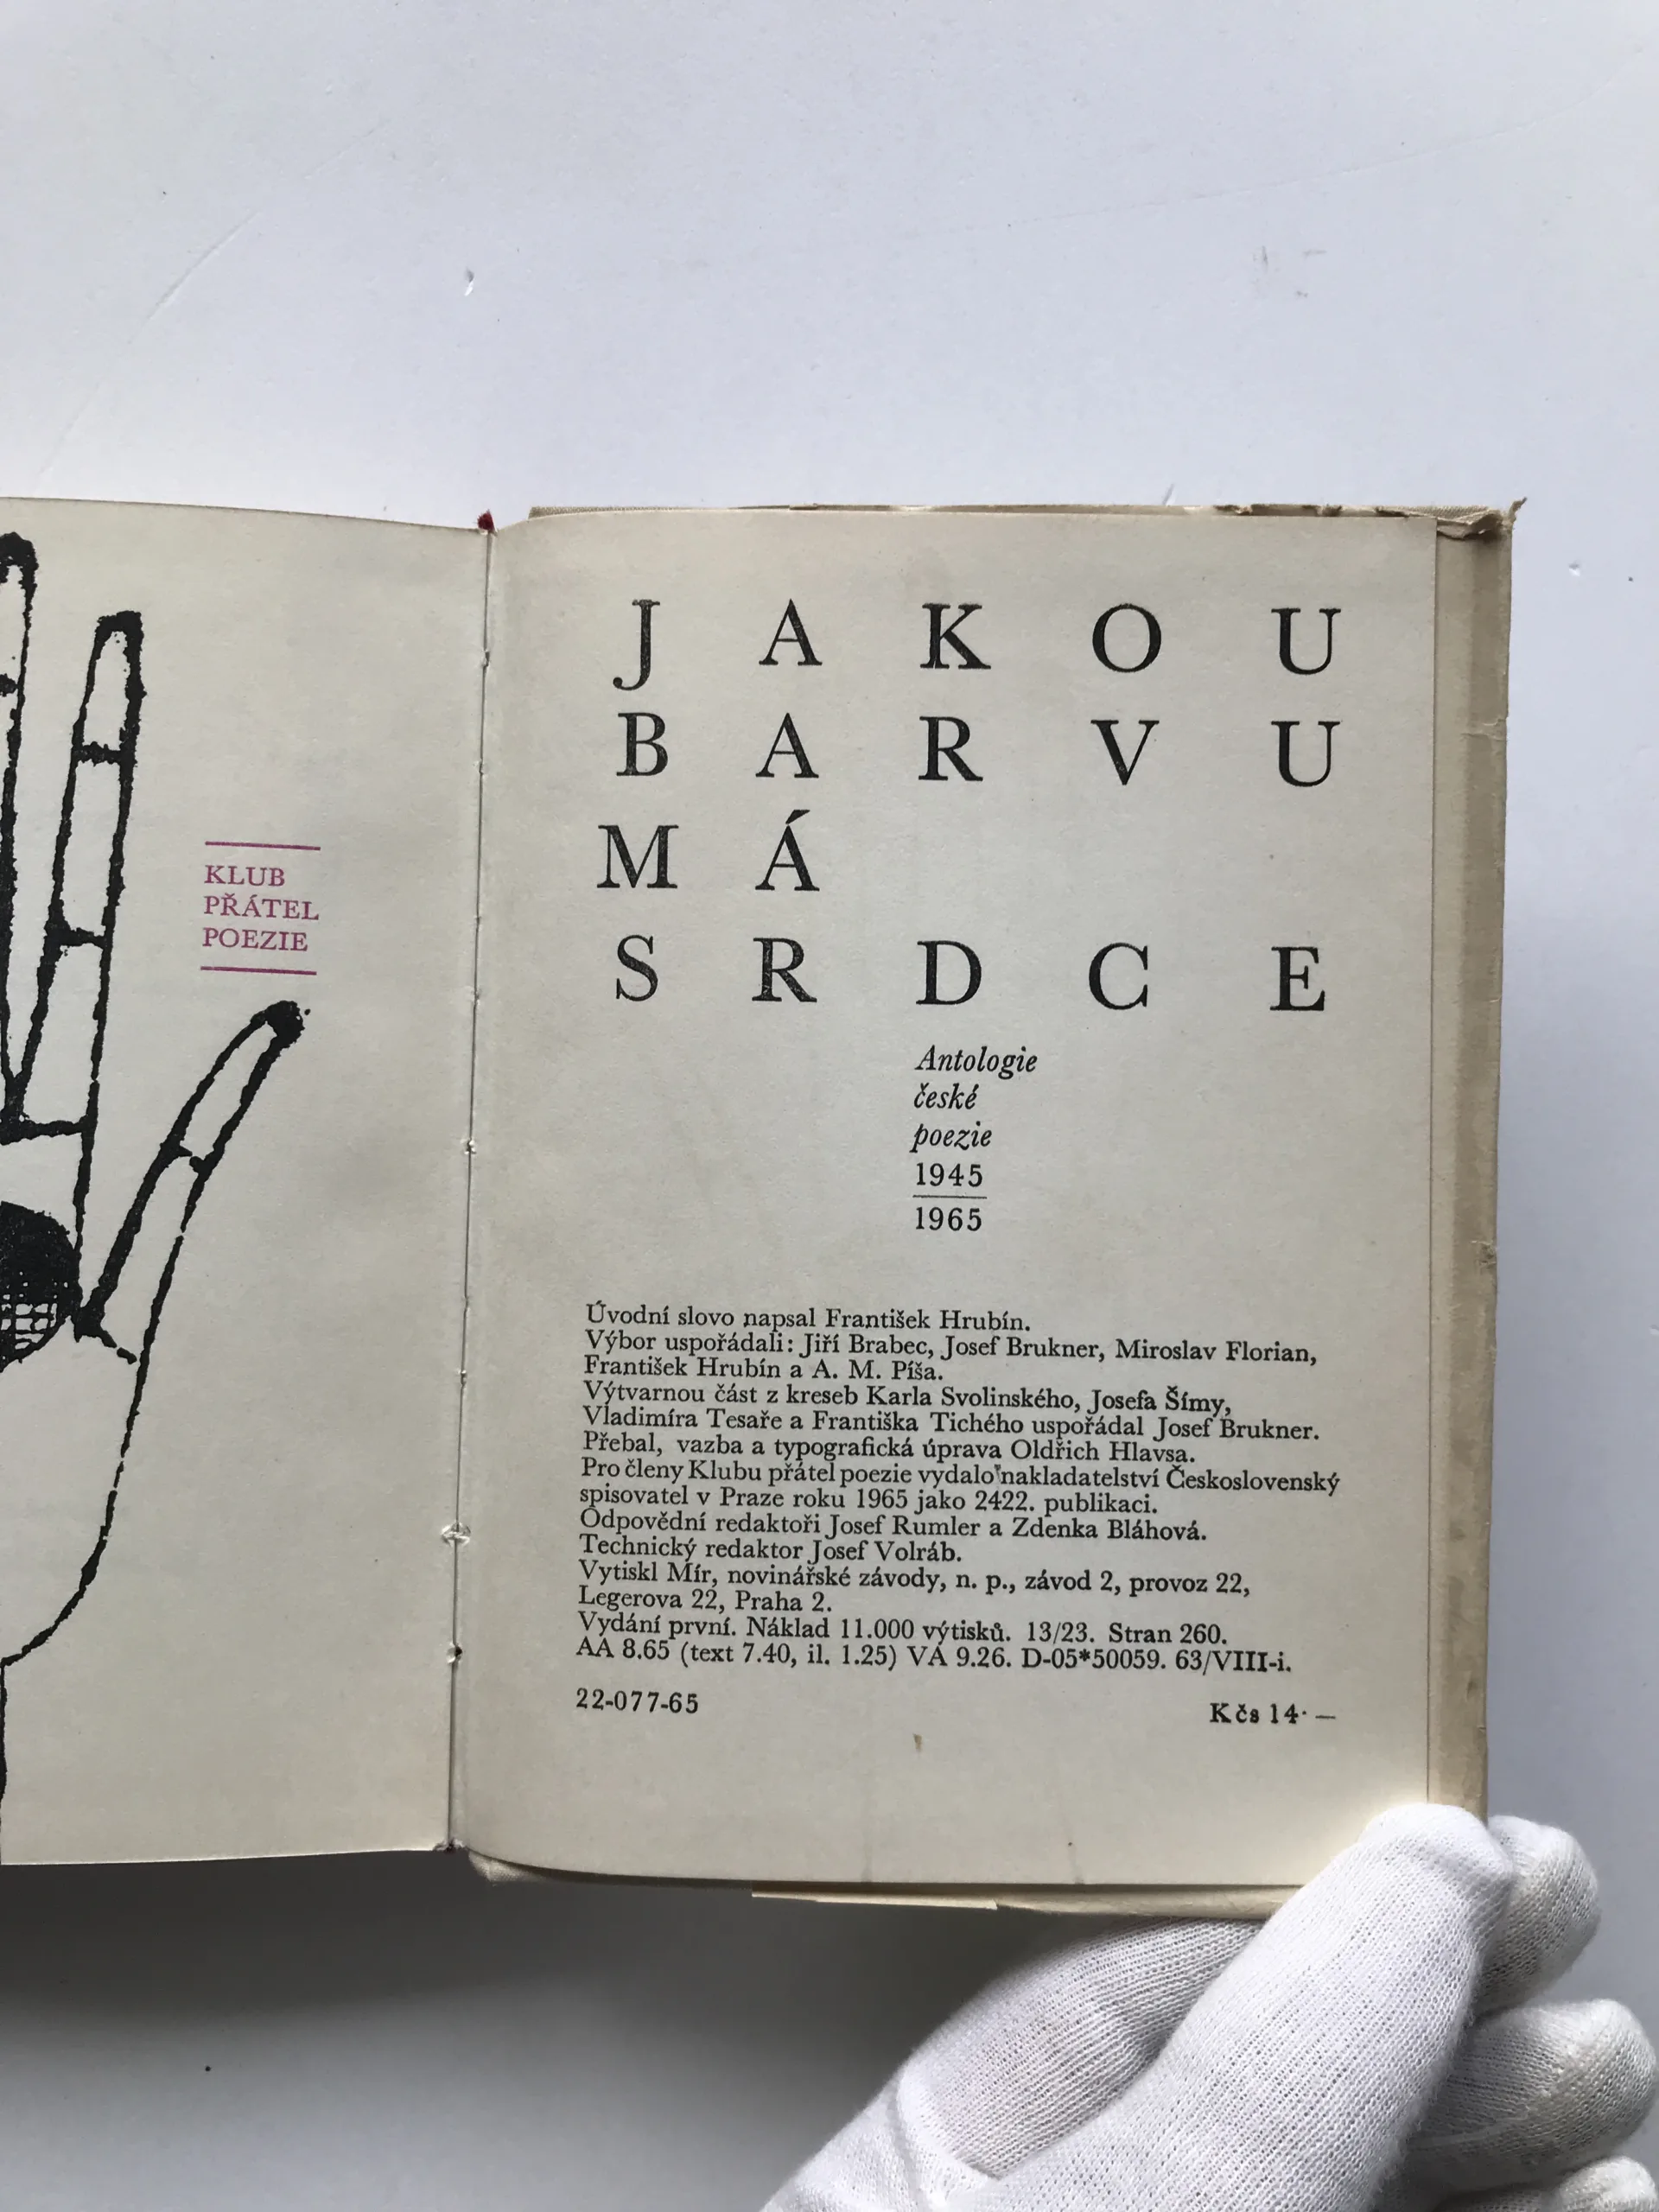 KLUB
PŘÁTEL
POEZIE
JAKOU
BARVU
MÁ
SRDCE
Antologie
české
poezie
1945
1965
Úvodní slovo napsal František Hrubín.
Výbor uspořádali: Jiří Brabec, Josef Brukner, Miroslav Florian,
František Hrubín a A. M. Píša.
Výtvarnou část z kreseb Karla Svolinského, Josefa Šímy,
Vladimíra Tesaře a Františka Tichého uspořádal Josef Brukner.
Přebal, vazba a typografická úprava Oldřich Hlavsa.
Pro členy Klubu přátel poezie vydalo nakladatelství Československý
spisovatel v Praze roku 1965 jako 2422. publikaci.
Odpovědní redaktoři Josef Rumler a Zdenka Bláhová.
Technický redaktor Josef Volráb.
Vytiskl Mír, novinářské závody, n. p., závod 2, provoz 22,
Legerova 22, Praha 2.
Vydání první. Náklad 11.000 výtisků. 13/23. Stran 260.
AA 8.65 (text 7.40, il. 1.25) VA 9.26. D-05*50059. 63/VIII-i.
22-077-65
Kčs 14·—